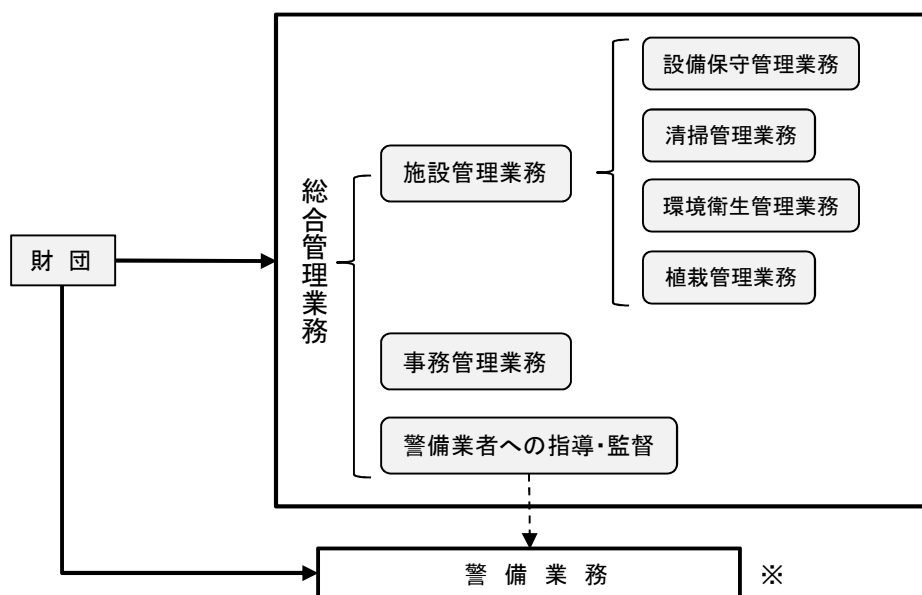 財 団
総合管理業務
施設管理業務
設備保守管理業務
清掃管理業務
環境衛生管理業務
植栽管理業務
事務管理業務
警備業者への指導・監督
警 備 業 務
※